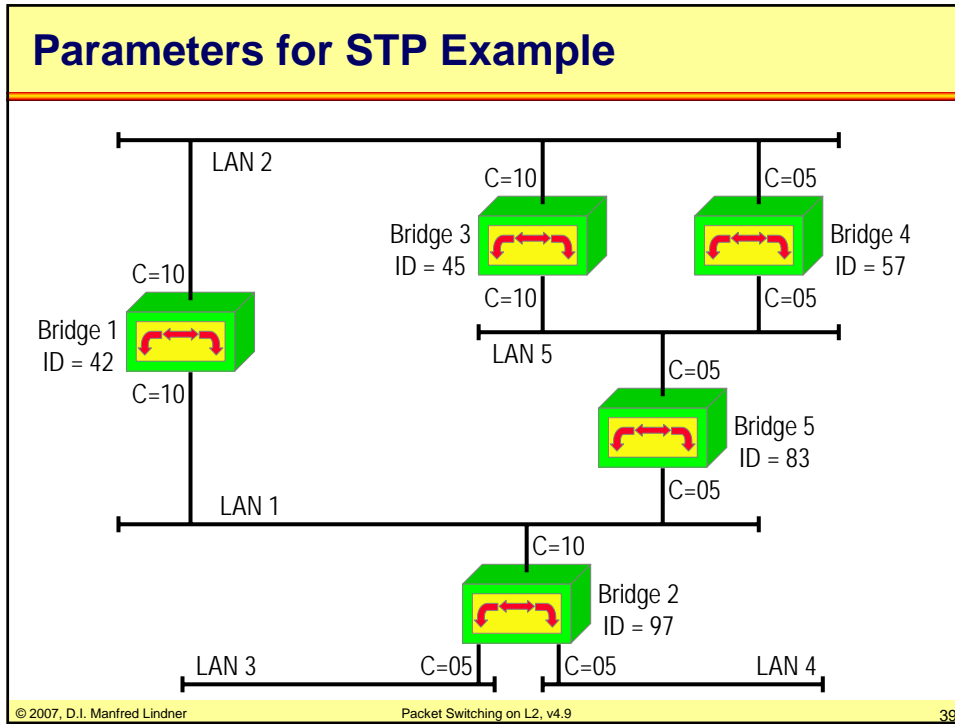 Parameters for STP Example
LAN 2
C=10
C=05
Bridge 3
ID = 45
Bridge 4
ID = 57
C=10
C=10
C=05
Bridge 1
ID = 42
LAN 5
C=10
C=05
Bridge 5
ID = 83
C=05
LAN 1
C=10
Bridge 2
ID = 97
LAN 3
C=05
C=05
LAN 4
© 2007, D.I. Manfred Lindner
Packet Switching on L2, v4.9
39